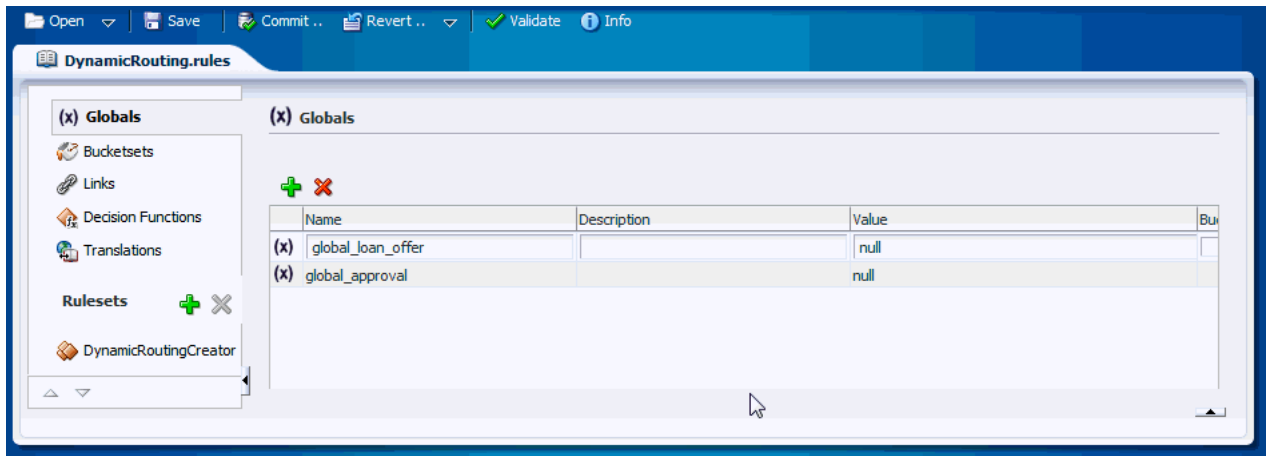 Open Save Commit .. Revert .. Validate Info
DynamicRouting.rules
(x) Globals
Bucketsets
Links
Decision Functions
Translations
Rulesets
DynamicRoutingCreator
(x) Globals
Name Description Value Bu
(x) global_loan_offer null
(x) global_approval null